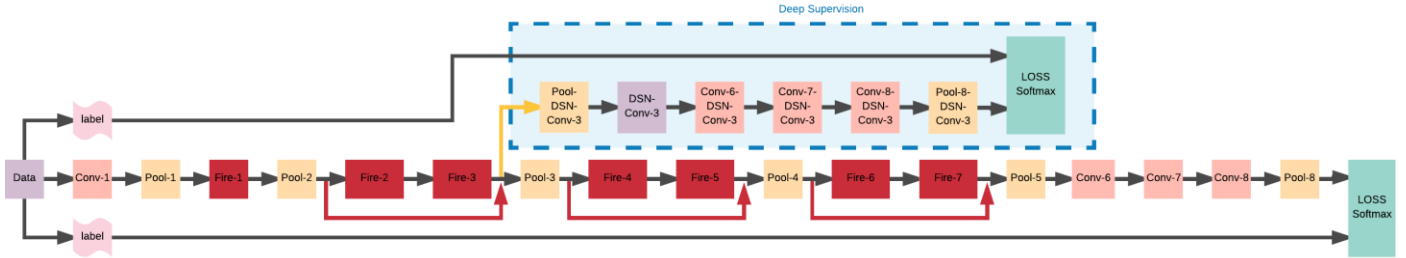 Deep Supervision
LOSS
Softmax
Pool-
DSN-
Conv-3
DSN-
Conv-3
Conv-6-
DSN-
Conv-3
Conv-7-
DSN-
Conv-3
Conv-8-
DSN-
Conv-3
Pool-8-
DSN-
Conv-3
label
Data
Conv-1
Pool-1
Fire-1
Pool-2
Fire-2
Fire-3
Pool-3
Fire-4
Fire-5
Pool-4
Fire-6
Fire-7
Pool-5
Conv-6
Conv-7
Conv-8
Pool-8
LOSS
Softmax
label